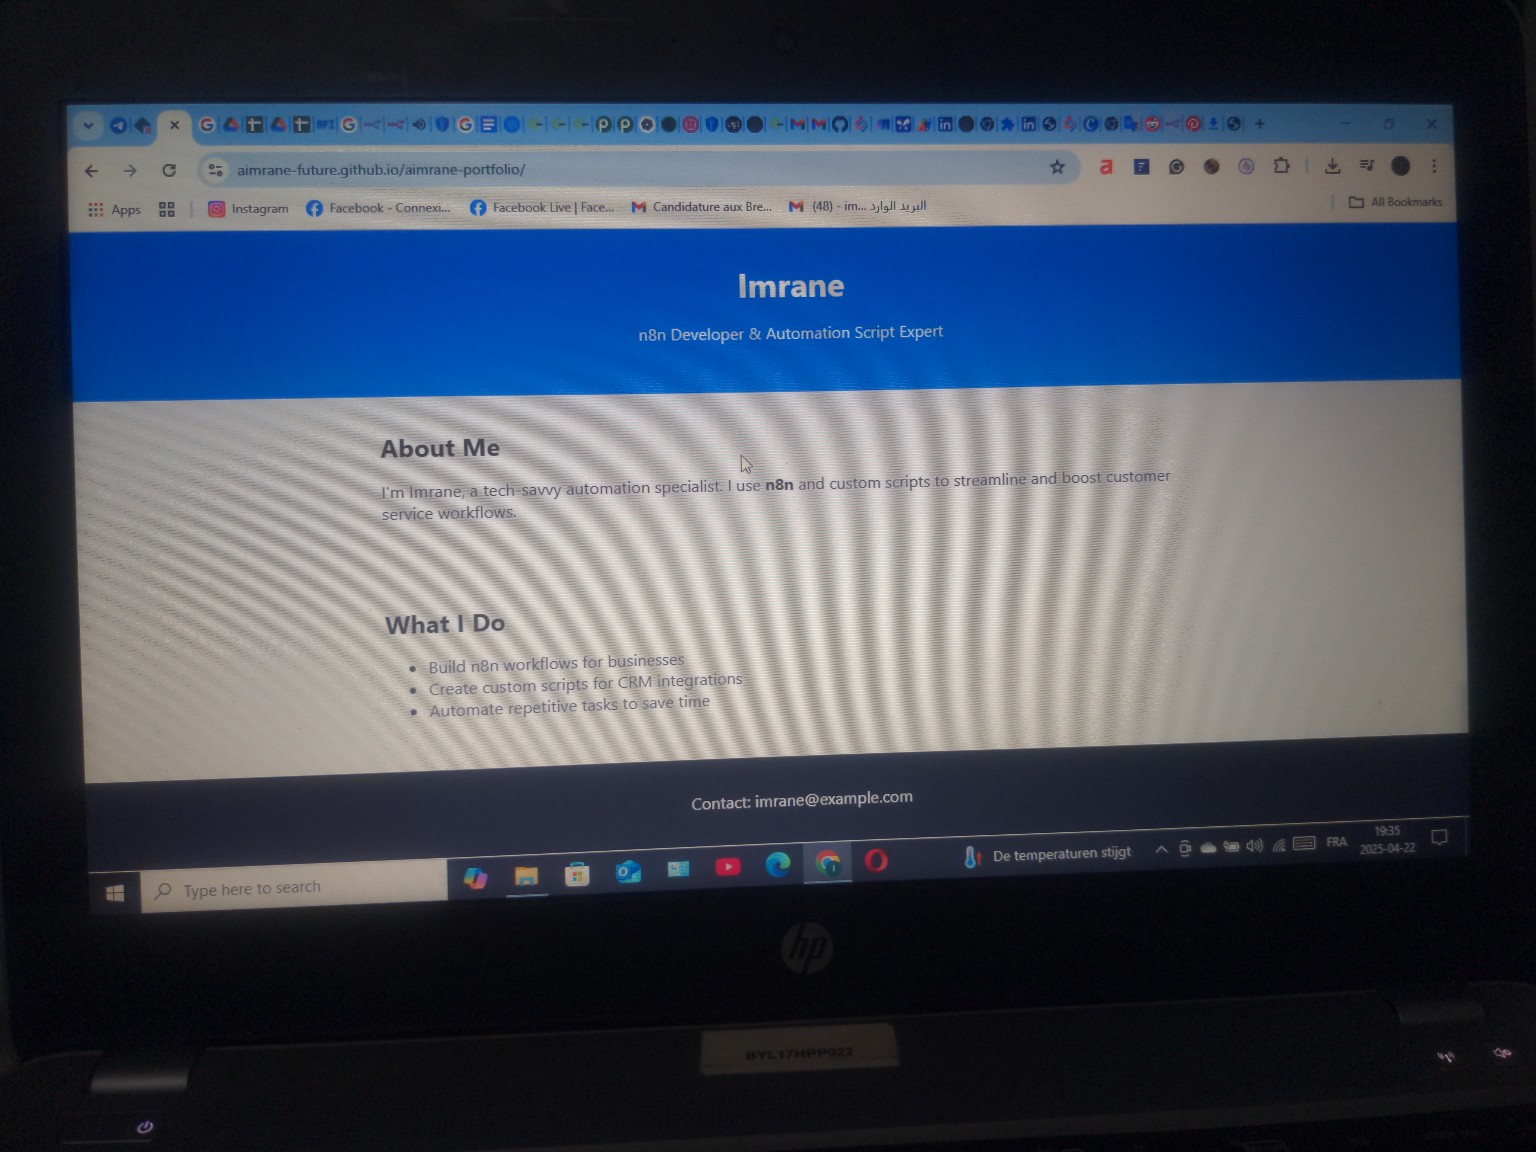 API
aimrane-future.github.io/aimrane-portfolio/
Apps
Instagram
Facebook - Connexi...
Facebook Live | Face...
Candidature aux Bre...
(48) - im... البريد الوارد
All Bookmarks
Imrane
n8n Developer & Automation Script Expert
About Me
I'm Imrane, a tech-savvy automation specialist. I use n8n and custom scripts to streamline and boost customer
service workflows.
What I Do
• Build n8n workflows for businesses
• Create custom scripts for CRM integrations
• Automate repetitive tasks to save time
Contact: imrane@example.com
Type here to search
De temperaturen stijgt
FRA
19:35
2025-04-22
hp
BYL17HPP022